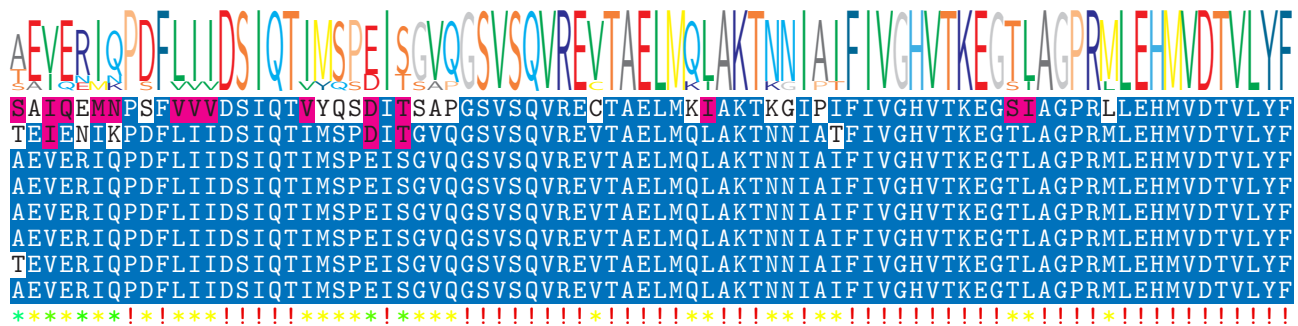 AEVERIQPDFLIIDSIQTIMSPEISGVQGSVSQVREVTAELMQLAKTNNIAIFIVGHVTKEGTLAGPRMLEHMVDTVLYF
SAIQEMNPSFVVVDSIQTVYQSDITSAPGSVSQVRECTAELMKIAKTKGIPIFIVGHVTKEGSIAGPRLLEHMVDTVLYF
TEIENIKPDFLIIDSIQTIMSPDITGVQGSVSQVREVTAELMQLAKTNNIATFIVGHVTKEGTLAGPRMLEHMVDTVLYF
AEVERIQPDFLIIDSIQTIMSPEISGVQGSVSQVREVTAELMQLAKTNNIAIFIVGHVTKEGTLAGPRMLEHMVDTVLYF
AEVERIQPDFLIIDSIQTIMSPEISGVQGSVSQVREVTAELMQLAKTNNIAIFIVGHVTKEGTLAGPRMLEHMVDTVLYF
AEVERIQPDFLIIDSIQTIMSPEISGVQGSVSQVREVTAELMQLAKTNNIAIFIVGHVTKEGTLAGPRMLEHMVDTVLYF
AEVERIQPDFLIIDSIQTIMSPEISGVQGSVSQVREVTAELMQLAKTNNIAIFIVGHVTKEGTLAGPRMLEHMVDTVLYF
TEVERIQPDFLIIDSIQTIMSPEISGVQGSVSQVREVTAELMQLAKTNNIAIFIVGHVTKEGTLAGPRMLEHMVDTVLYF
AEVERIQPDFLIIDSIQTIMSPEISGVQGSVSQVREVTAELMQLAKTNNIAIFIVGHVTKEGTLAGPRMLEHMVDTVLYF
*******!*!***!!!!!*****!****!!!!!!!!*!!!!!**!!!**!**!!!!!!!!!!**!!!!*!!!!!!!!!!!